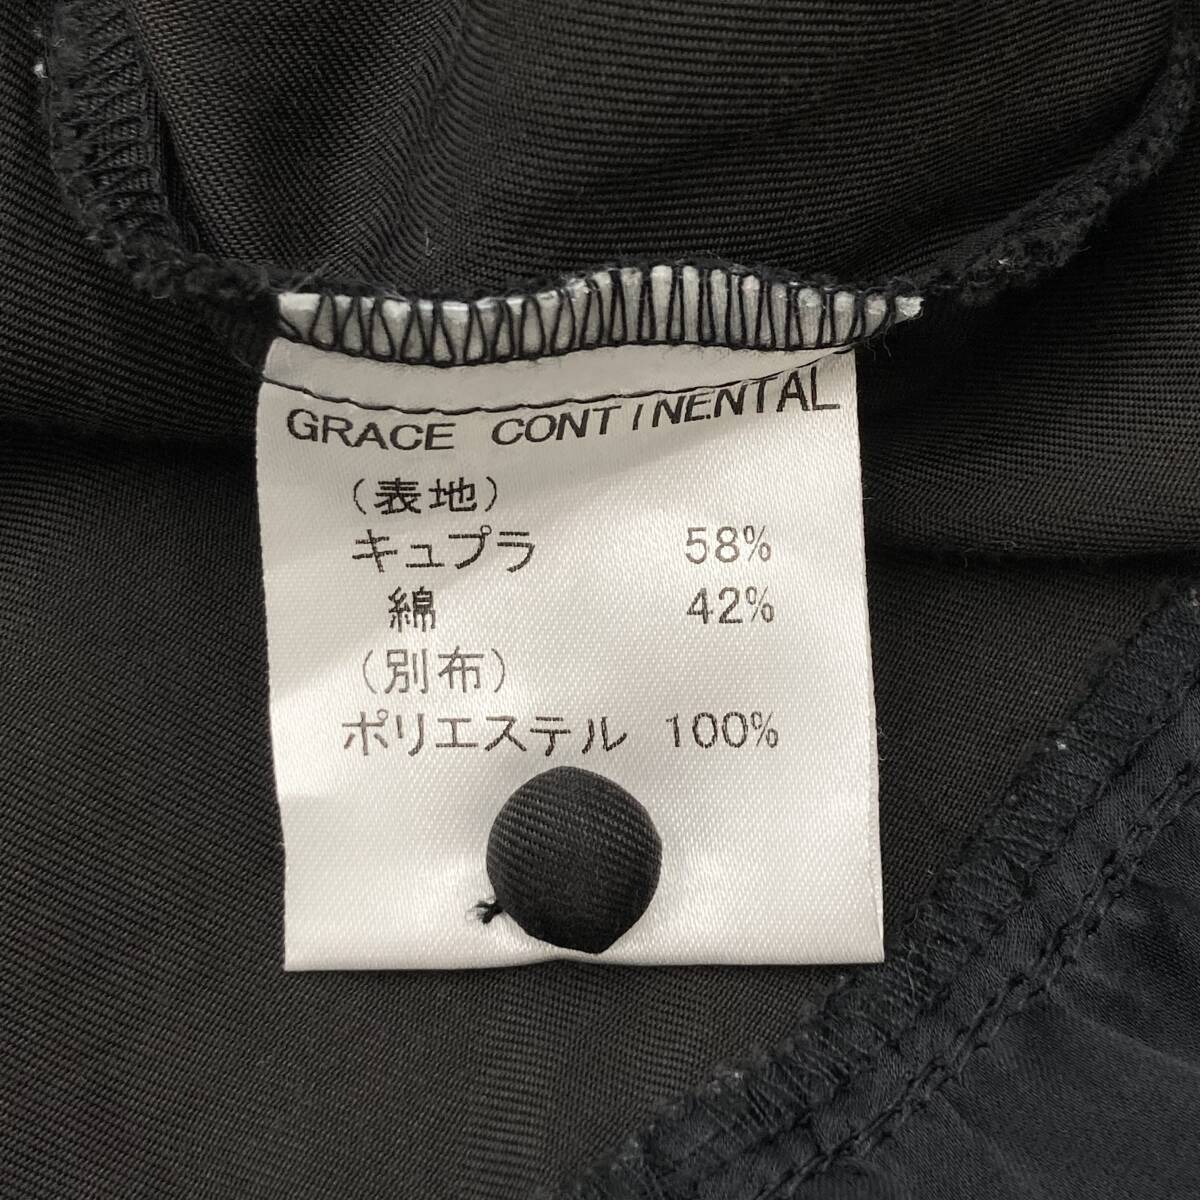 GRACE CONTINENTAL
(表地)
キュプラ 58%
綿 42%
(別布)
ポリエステル 100%